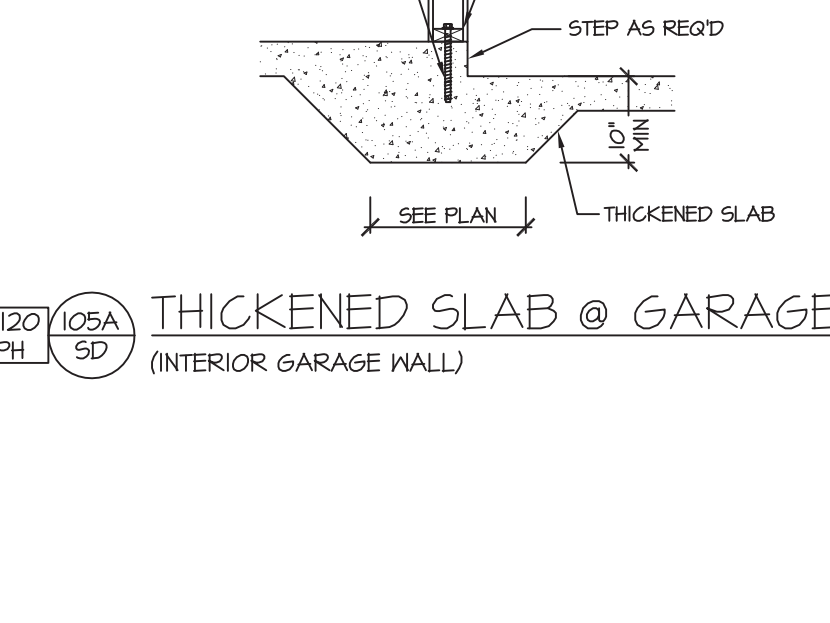 STEP AS REQ'D
10"
MIN
SEE PLAN
THICKENED SLAB
120
PH
105A
SD
THICKENED SLAB @ GARAGE
(INTERIOR GARAGE WALL)